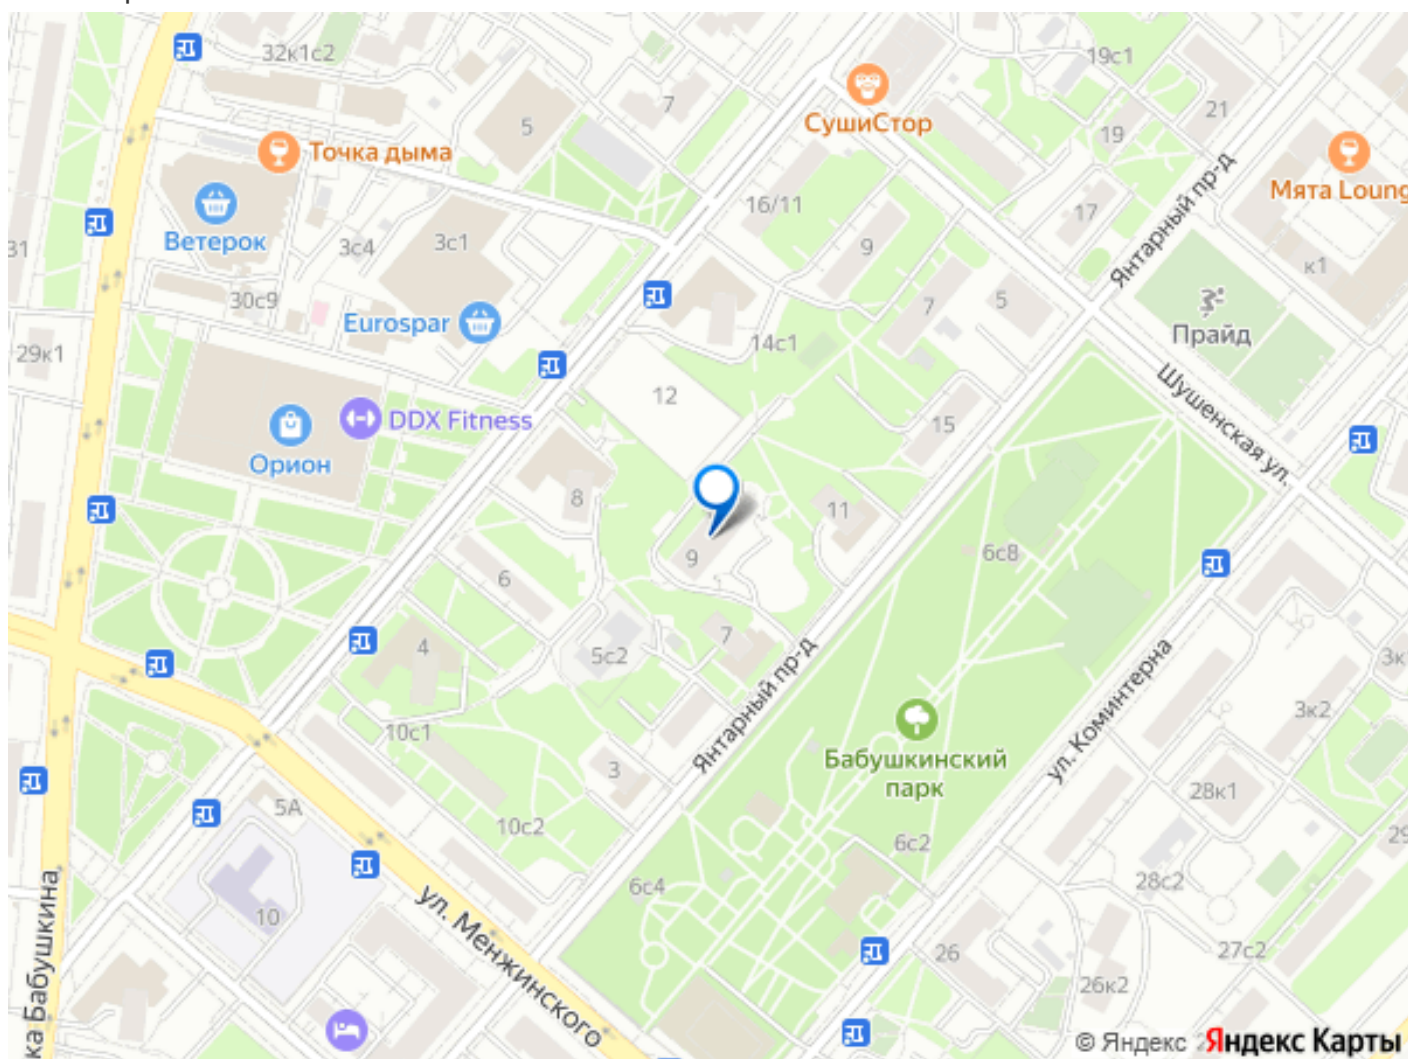 32к1с2
19с1
СушиСтор
7
5
21
19
Точка дыма
Мята Loung
16/11
17
Янтарный пр-д
31
Ветерок
3с4
3с1
9
к1
30с9
7
5
Eurospar
14с1
Прайд
29к1
12
Шушенская ул.
DDX Fitness
15
Орион
8
11
9
6с8
6
7
4
5с2
Янтарный пр-д
ул. Коминтерна
3к
3к2
10с1
Бабушкинский
парк
3
28к1
5А
10с2
29
6с2
6с4
28с2
10
ка Бабушкина
ул. Менжинского
26
27с2
26к2
© Яндекс
Яндекс Карты